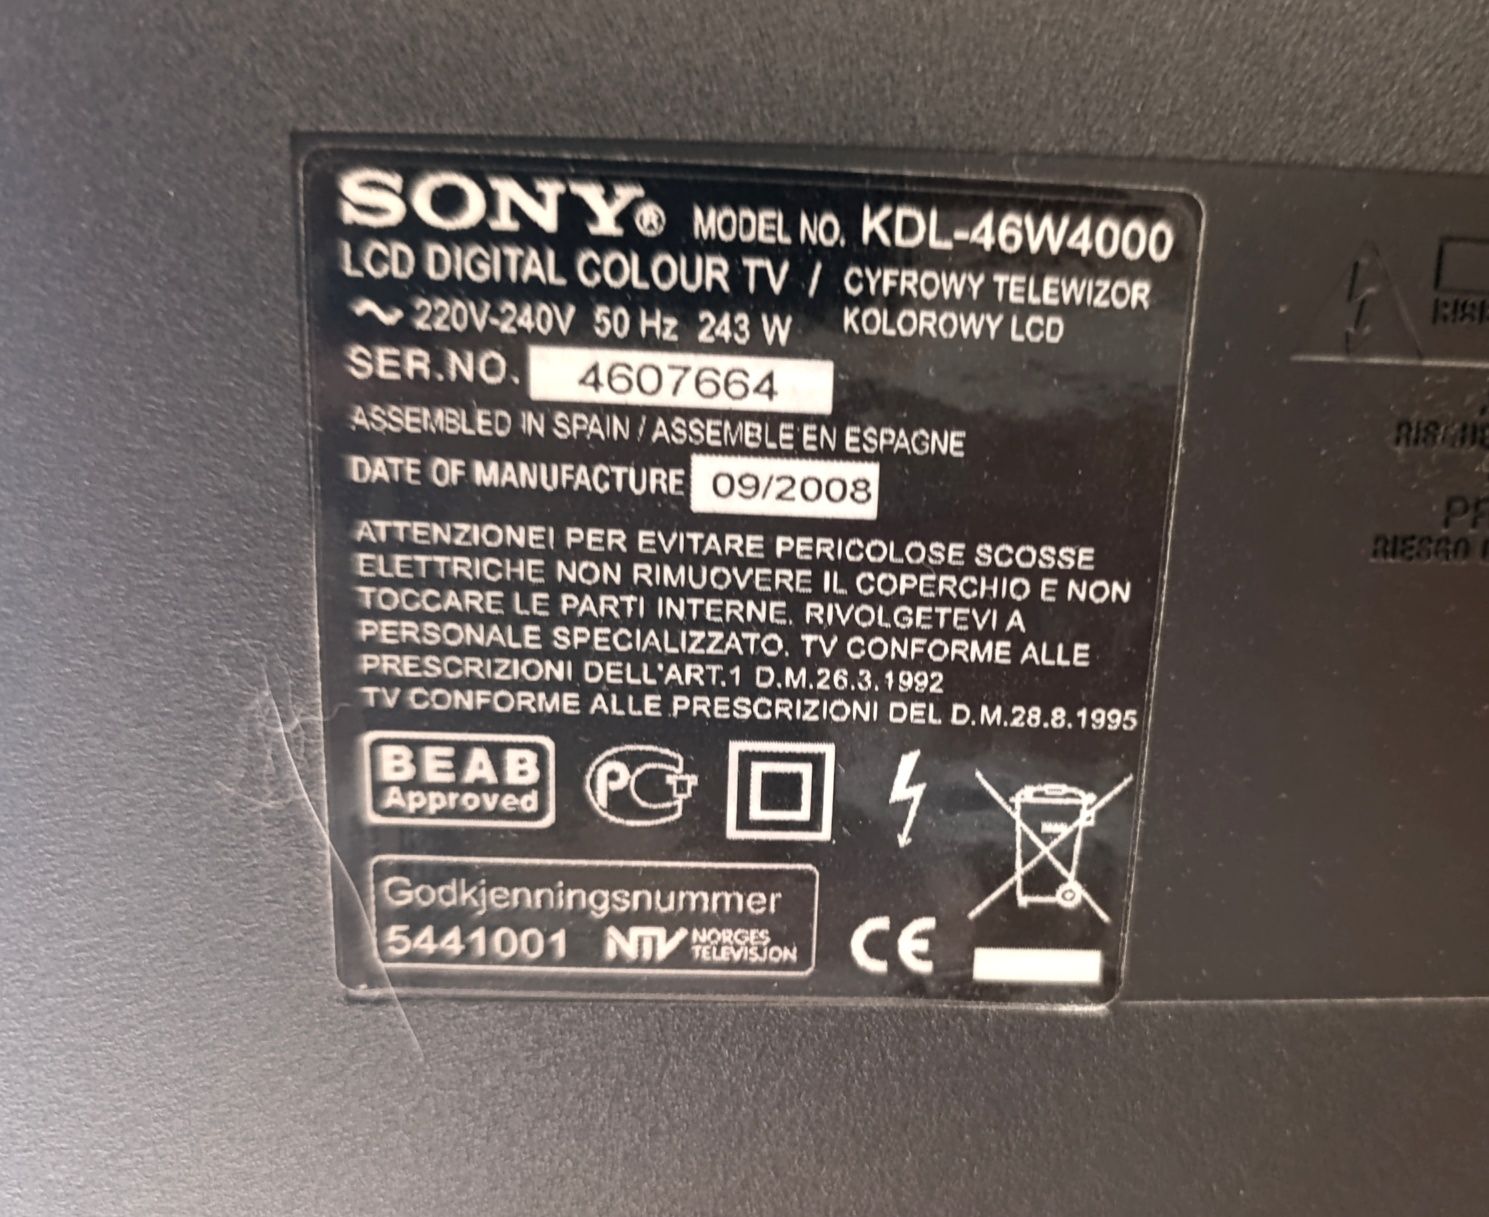 SONY® MODEL NO. KDL-46W4000
LCD DIGITAL COLOUR TV / CYFROWY TELEWIZOR
KOLOROWY LCD
~ 220V-240V 50 Hz 243 W
SER.NO. 4607664
ASSEMBLED IN SPAIN / ASSEMBLE EN ESPAGNE
DATE OF MANUFACTURE 09/2008
ATTENZIONEI PER EVITARE PERICOLOSE SCOSSE
ELETTRICHE NON RIMUOVERE IL COPERCHIO E NON
TOCCARE LE PARTI INTERNE. RIVOLGETEVI A
PERSONALE SPECIALIZZATO. TV CONFORME ALLE
PRESCRIZIONI DELL'ART.1 D.M.26.3.1992
TV CONFORME ALLE PRESCRIZIONI DEL D.M.28.8.1995
BEAB
Approved
PCT
Godkjenningsnummer
5441001 NTV NORGES
TELEVISJON
CE
RIESGO